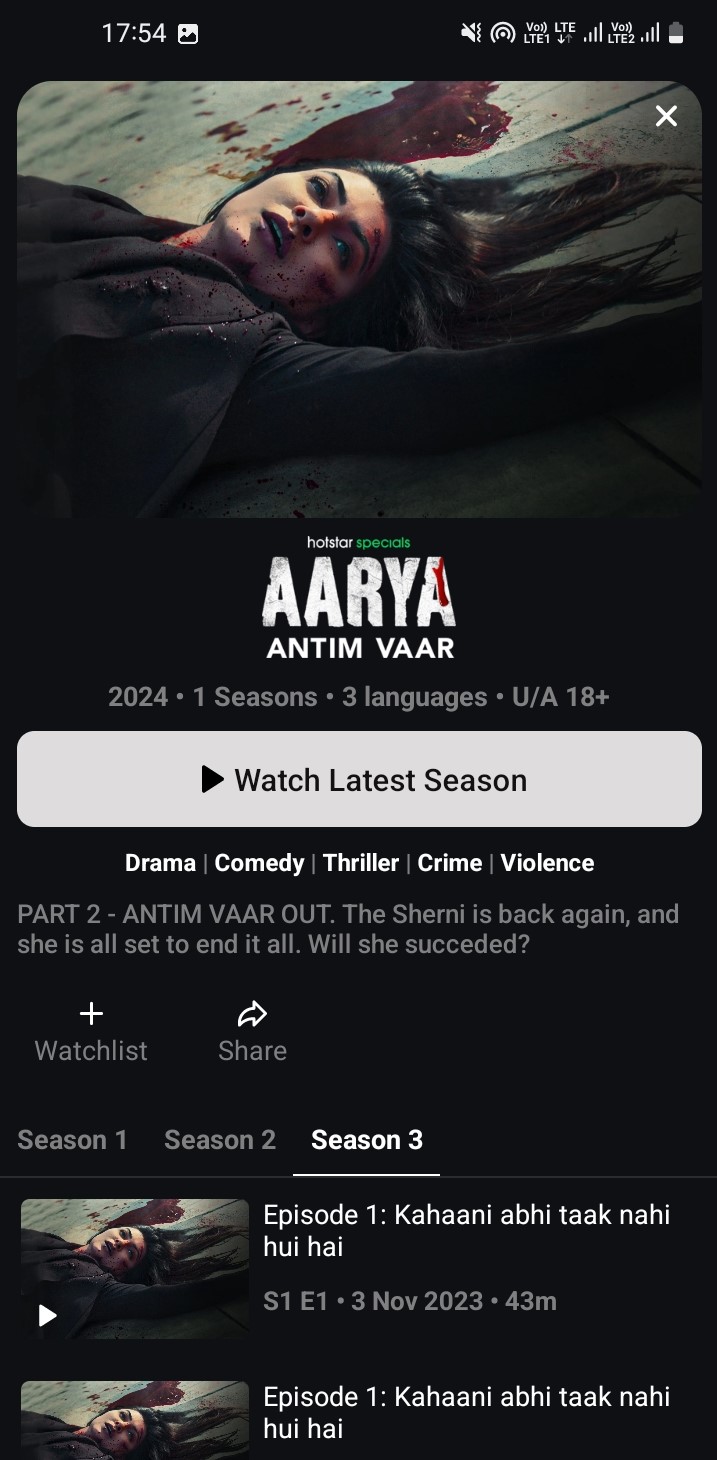 17:54
Vo)) LTE1 LTE Vo)) LTE2
hotstar specials
AARYA
ANTIM VAAR
2024 • 1 Seasons • 3 languages • U/A 18+
Watch Latest Season
Drama | Comedy | Thriller | Crime | Violence
PART 2 - ANTIM VAAR OUT. The Sherni is back again, and
she is all set to end it all. Will she succeded?
Watchlist
Share
Season 1
Season 2
Season 3
Episode 1: Kahaani abhi taak nahi
hui hai
S1 E1 • 3 Nov 2023 • 43m
Episode 1: Kahaani abhi taak nahi
hui hai